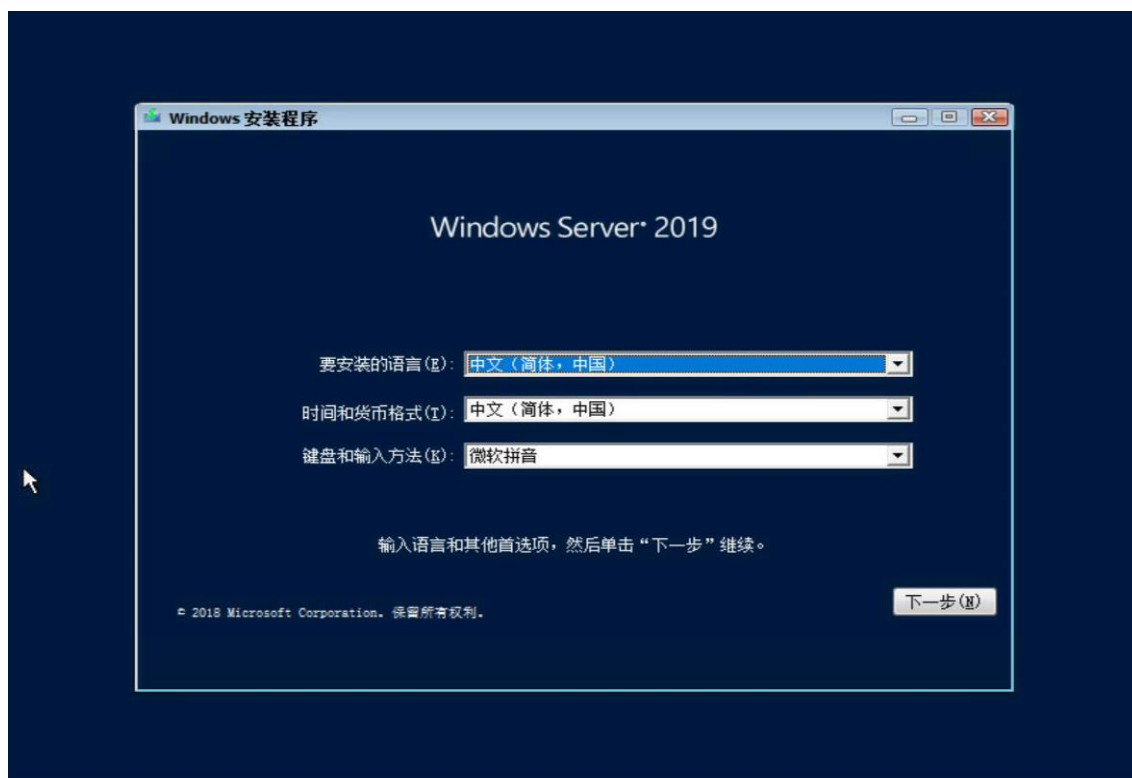 Windows 安装程序
Windows Server® 2019
要安装的语言(E): 中文（简体，中国）
时间和货币格式(T): 中文（简体，中国）
键盘和输入方法(K): 微软拼音
输入语言和其他首选项，然后单击“下一步”继续。
© 2018 Microsoft Corporation。保留所有权利。
下一步(N)